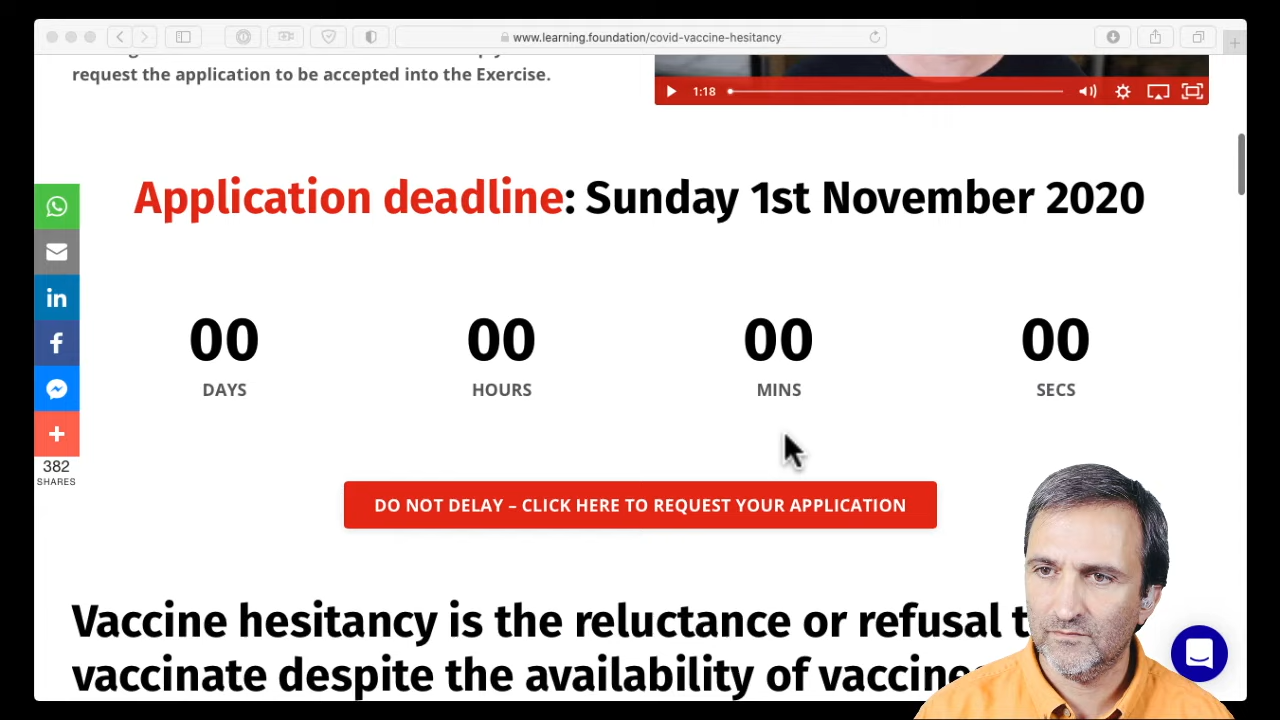 www.learning.foundation/covid-vaccine-hesitancy
request the application to be accepted into the Exercise.
1:18
Application deadline: Sunday 1st November 2020
00 00 00 00
DAYS HOURS MINS SECS
in
382
SHARES
DO NOT DELAY – CLICK HERE TO REQUEST YOUR APPLICATION
Vaccine hesitancy is the reluctance or refusal
vaccinate despite the availability of